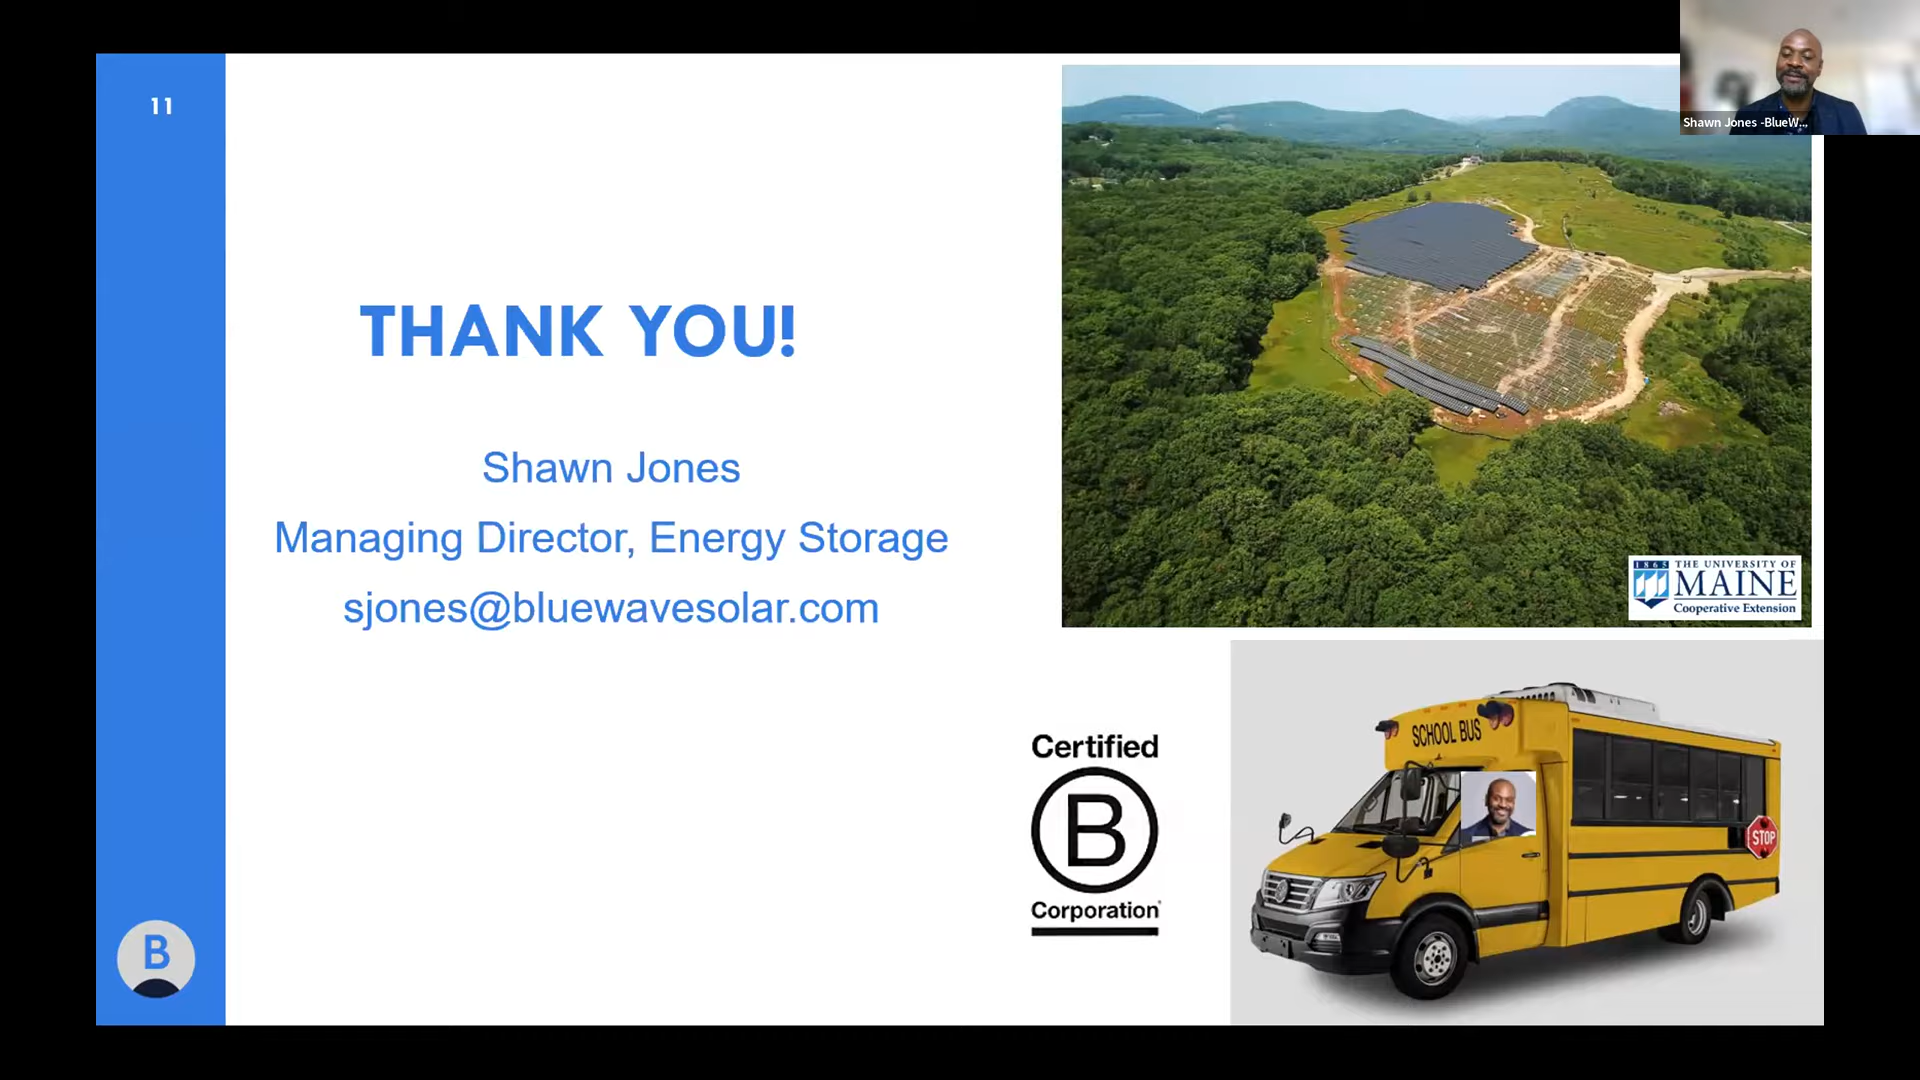 11
Shawn Jones -BlueW...
THANK YOU!
Shawn Jones
Managing Director, Energy Storage
sjones@bluewavesolar.com
1865
THE UNIVERSITY OF
MAINE
Cooperative Extension
Certified
B
Corporation
SCHOOL BUS
STOP
B